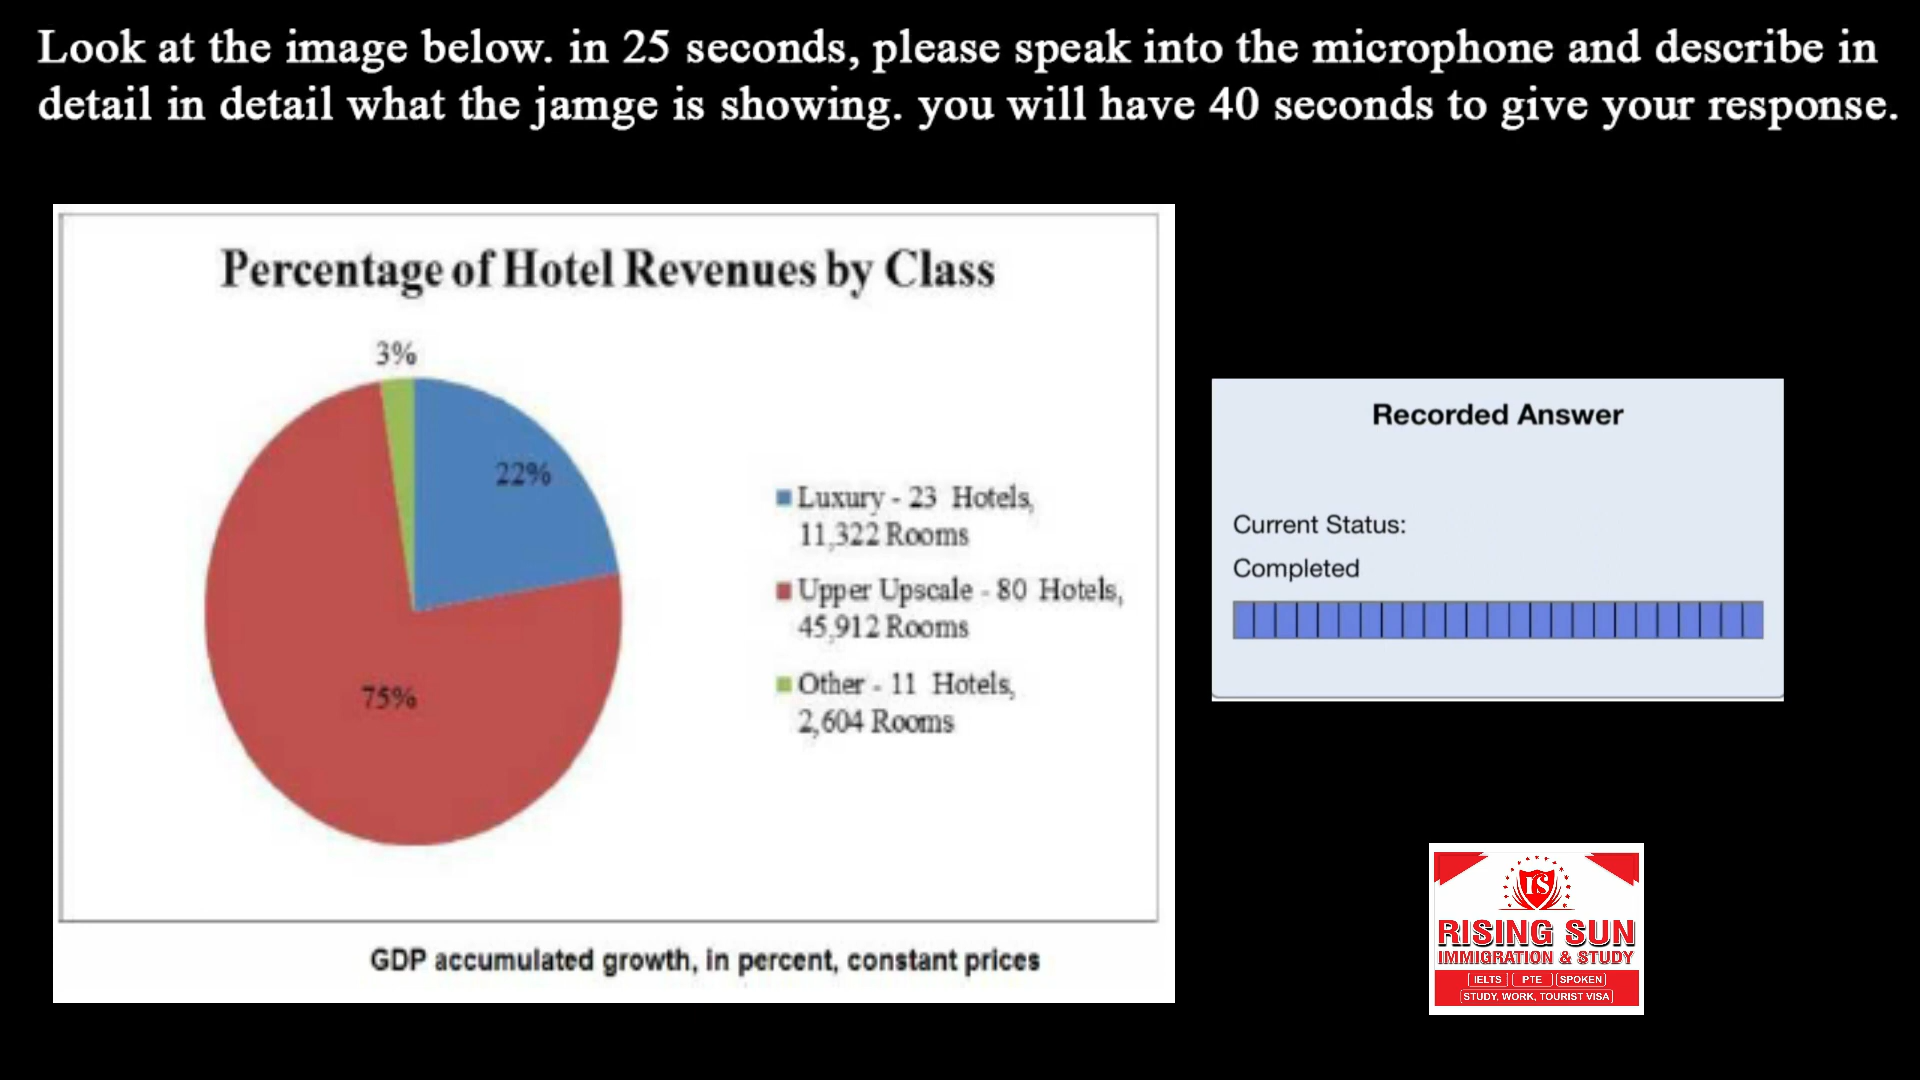 Look at the image below. in 25 seconds, please speak into the microphone and describe in
detail in detail what the jamge is showing. you will have 40 seconds to give your response.
Percentage of Hotel Revenues by Class
3%
22%
75%
Luxury - 23 Hotels,
11,322 Rooms
Upper Upscale - 80 Hotels,
45,912 Rooms
Other - 11 Hotels,
2,604 Rooms
GDP accumulated growth, in percent, constant prices
Recorded Answer
Current Status:
Completed
RS
RISING SUN
IMMIGRATION & STUDY
IELTS PTE SPOKEN
STUDY, WORK, TOURIST VISA